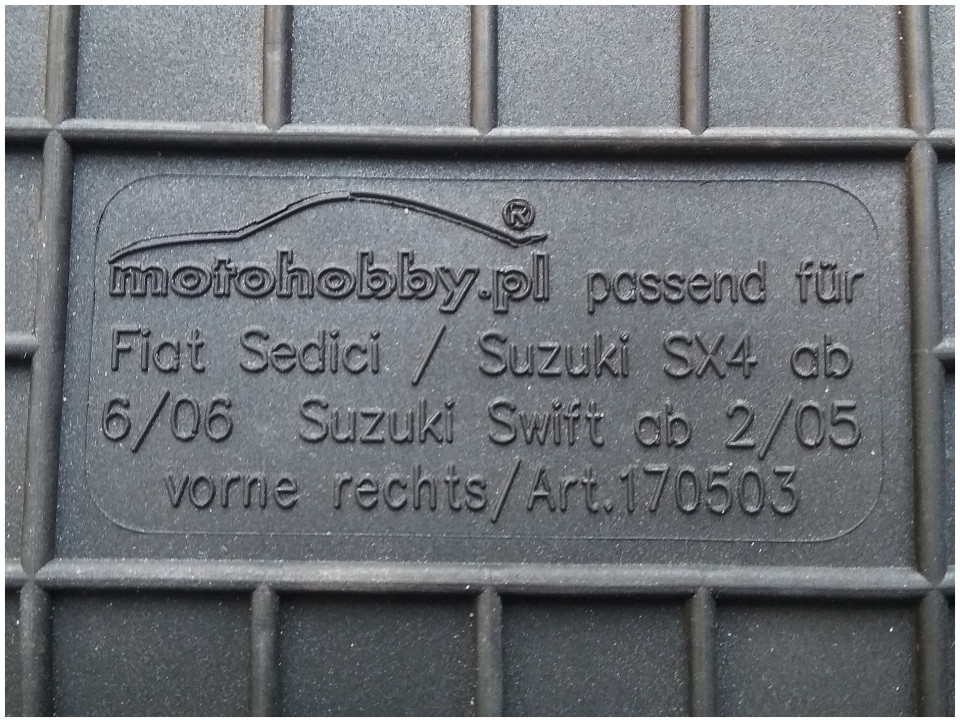 motohobby.pl ® passend für
Fiat Sedici / Suzuki SX4 ab
6/06 Suzuki Swift ab 2/05
vorne rechts/Art.170503